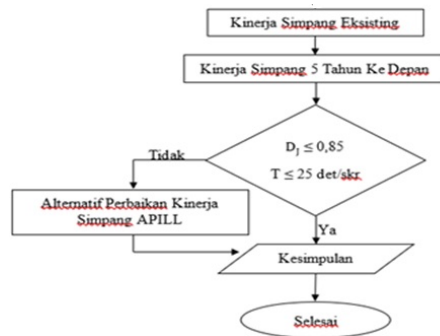 Kinerja Simpang Eksisting
Kinerja Simpang 5 Tahun Ke Depan
DJ ≤ 0,85
T ≤ 25 det/skr
Tidak
Alternatif Perbaikan Kinerja
Simpang APILL
Ya
Kesimpulan
Selesai